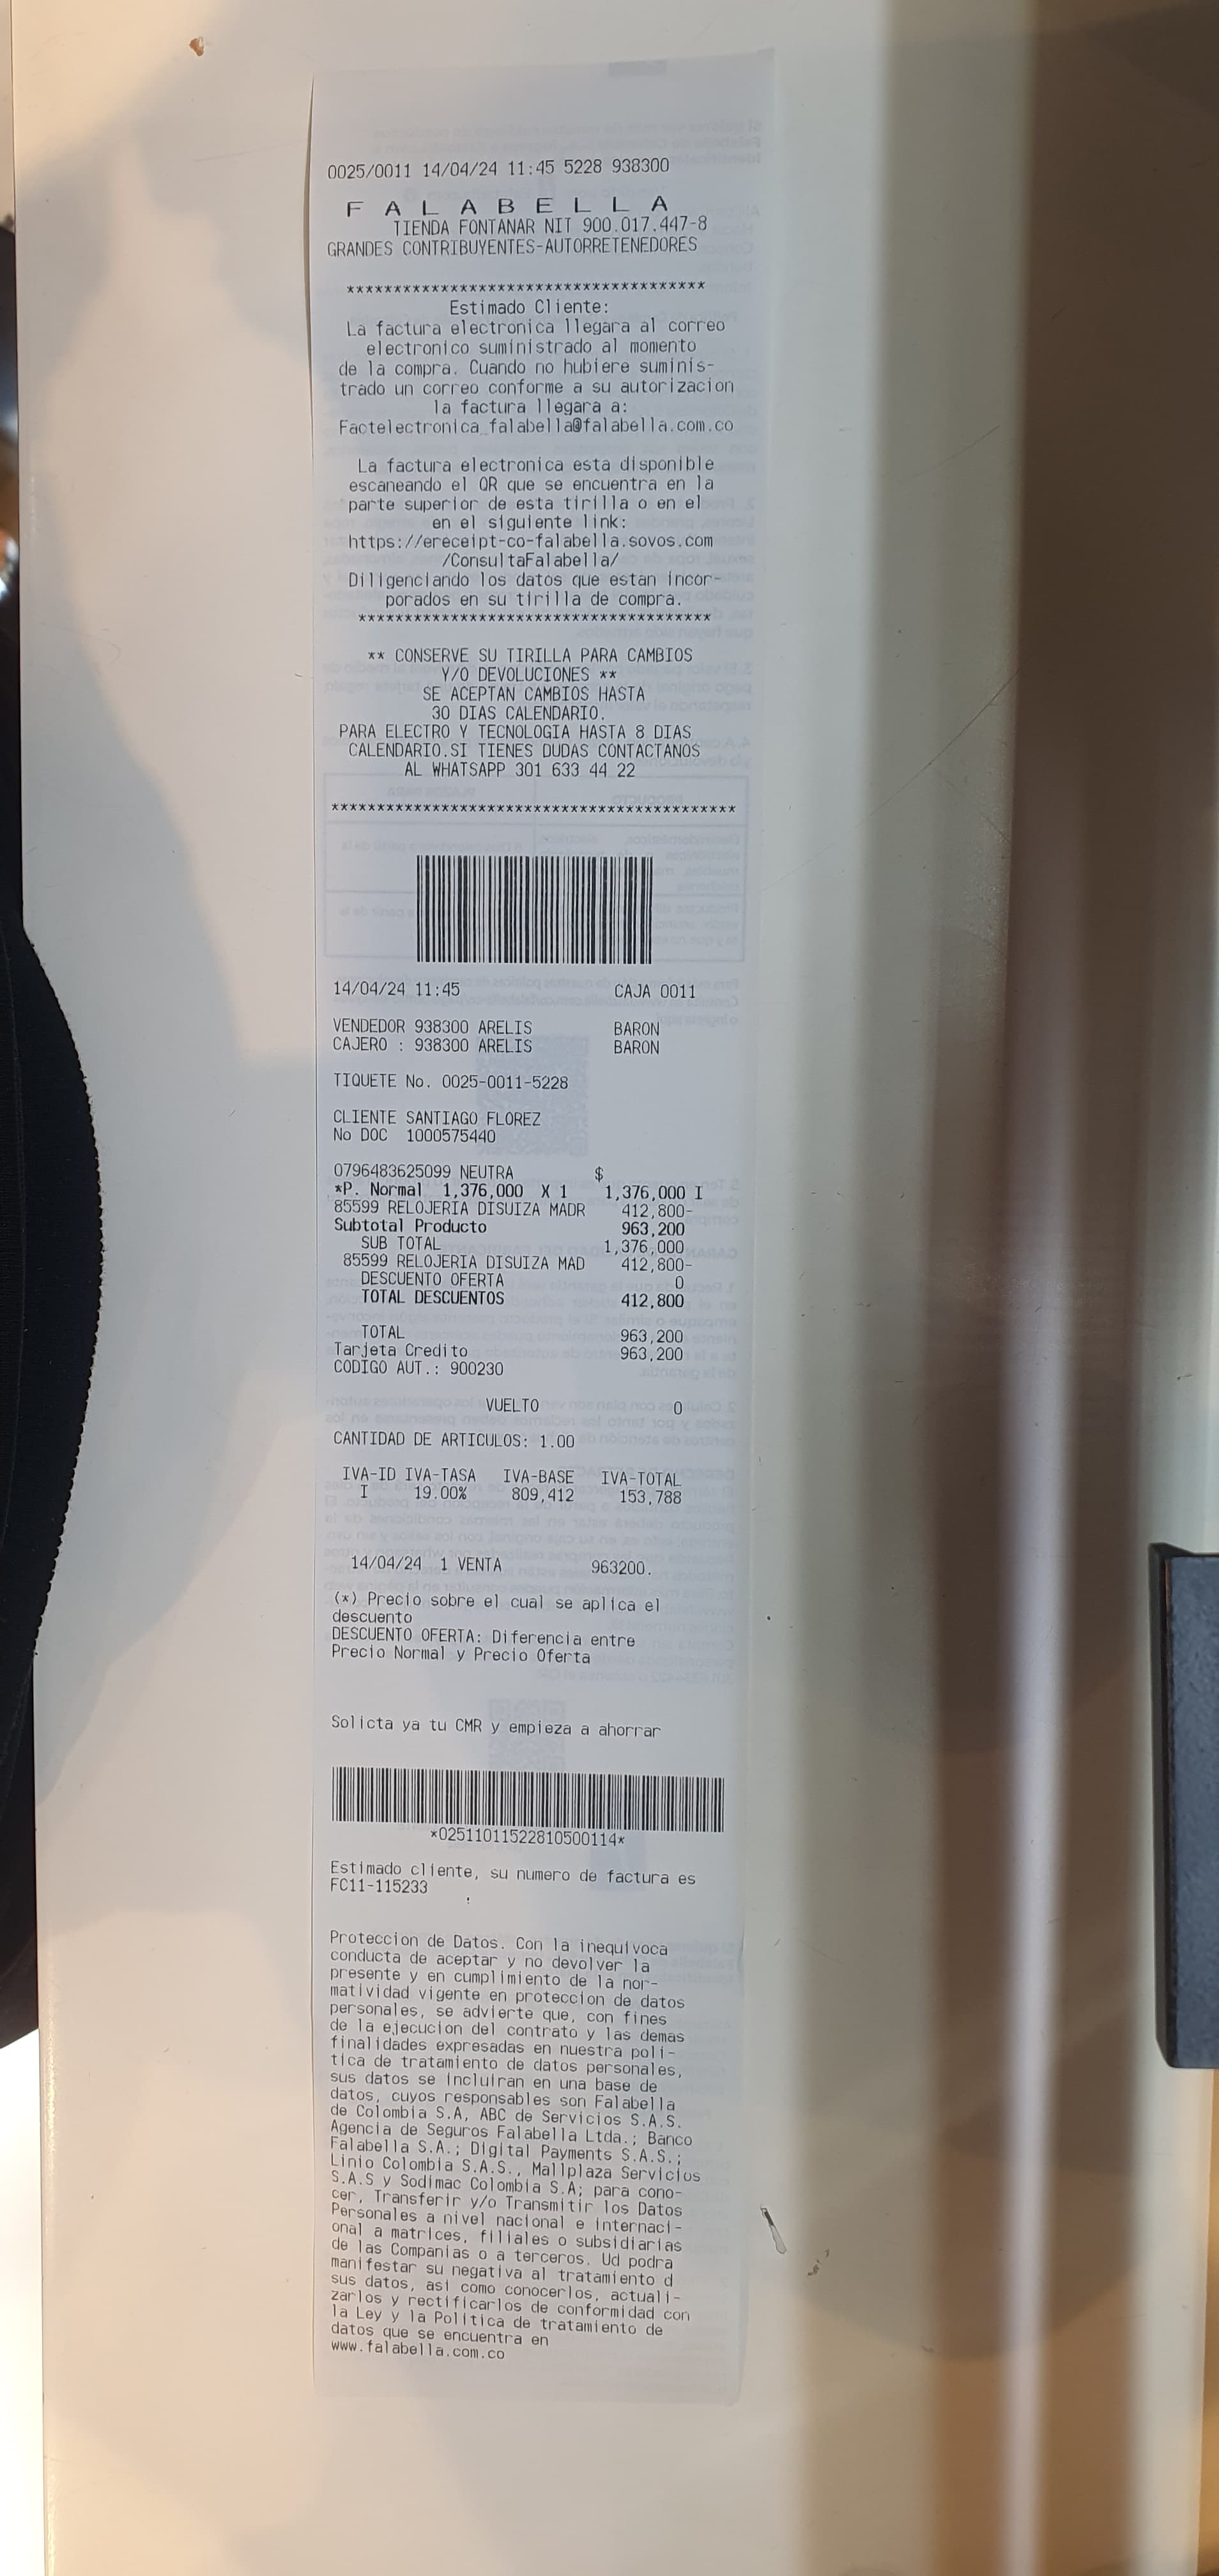 0025/0011 14/04/24 11:45 5228 938300
F A L A B E L L A
TIENDA FONTANAR NIT 900.017.447-8
GRANDES CONTRIBUYENTES-AUTORRETENEDORES
***************************************
Estimado Cliente:
La factura electronica llegara al correo
electronico suministrado al momento
de la compra. Cuando no hubiere suminis-
trado un correo conforme a su autorizacion
la factura llegara a:
Factelectronica_falabella@falabella.com.co
La factura electronica esta disponible
escaneando el QR que se encuentra en la
parte superior de esta tirilla o en el
en el siguiente link:
https://ereceipt-co-falabella.sovos.com
/ConsultaFalabella/
Diligenciando los datos que estan incor-
porados en su tirilla de compra.
***************************************
** CONSERVE SU TIRILLA PARA CAMBIOS
Y/O DEVOLUCIONES **
SE ACEPTAN CAMBIOS HASTA
30 DIAS CALENDARIO.
PARA ELECTRO Y TECNOLOGIA HASTA 8 DIAS
CALENDARIO.SI TIENES DUDAS CONTACTANOS
AL WHATSAPP 301 633 44 22
********************************************
14/04/24 11:45 CAJA 0011
VENDEDOR 938300 ARELIS BARON
CAJERO : 938300 ARELIS BARON
TIQUETE No. 0025-0011-5228
CLIENTE SANTIAGO FLOREZ
No DOC 1000575440
0796483625099 NEUTRA $
*P. Normal 1,376,000 X 1 1,376,000 I
85599 RELOJERIA DISUIZA MADR 412,800-
Subtotal Producto 963,200
SUB TOTAL 1,376,000
85599 RELOJERIA DISUIZA MAD 412,800-
DESCUENTO OFERTA 0
TOTAL DESCUENTOS 412,800
TOTAL 963,200
Tarjeta Credito 963,200
CODIGO AUT.: 900230
VUELTO 0
CANTIDAD DE ARTICULOS: 1.00
IVA-ID IVA-TASA IVA-BASE IVA-TOTAL
I 19.00% 809,412 153,788
14/04/24 1 VENTA 963200.
(*) Precio sobre el cual se aplica el
descuento
DESCUENTO OFERTA: Diferencia entre
Precio Normal y Precio Oferta
Solicta ya tu CMR y empieza a ahorrar
*02511011522810500114*
Estimado cliente, su numero de factura es
FC11-115233
Proteccion de Datos. Con la inequivoca
conducta de aceptar y no devolver la
presente y en cumplimiento de la nor-
matividad vigente en proteccion de datos
personales, se advierte que, con fines
de la ejecucion del contrato y las demas
finalidades expresadas en nuestra poli-
tica de tratamiento de datos personales,
sus datos se incluiran en una base de
datos, cuyos responsables son Falabella
de Colombia S.A, ABC de Servicios S.A.S.
Agencia de Seguros Falabella Ltda.; Banco
Falabella S.A.; Digital Payments S.A.S.;
Linio Colombia S.A.S., Mallplaza Servicios
S.A.S y Sodimac Colombia S.A; para cono-
cer, Transferir y/o Transmitir los Datos
Personales a nivel nacional e internaci-
onal a matrices, filiales o subsidiarias
de las Companias o a terceros. Ud podra
manifestar su negativa al tratamiento d
sus datos, asi como conocerlos, actuali-
zarlos y rectificarlos de conformidad con
la Ley y la Politica de tratamiento de
datos que se encuentra en
www.falabella.com.co